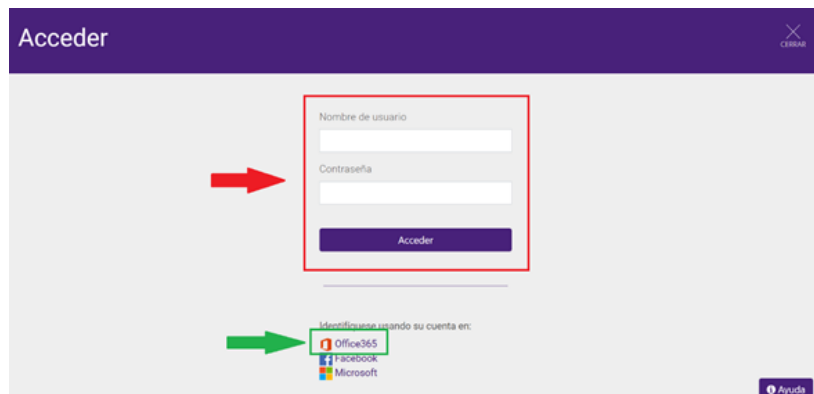 Acceder
CERRAR
Nombre de usuario
Contraseña
Acceder
Identifíquese usando su cuenta en:
Office365
Facebook
Microsoft
Ayuda